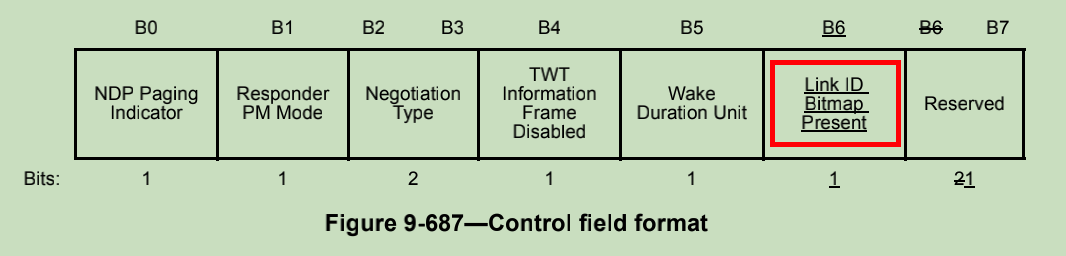 B0 B1 B2 B3 B4 B5 B6 B6 B7
NDP Paging
Indicator
Responder
PM Mode
Negotiation
Type
TWT
Information
Frame
Disabled
Wake
Duration Unit
Link ID
Bitmap
Present
Reserved
Bits: 1 1 2 1 1 1 21
Figure 9-687—Control field format